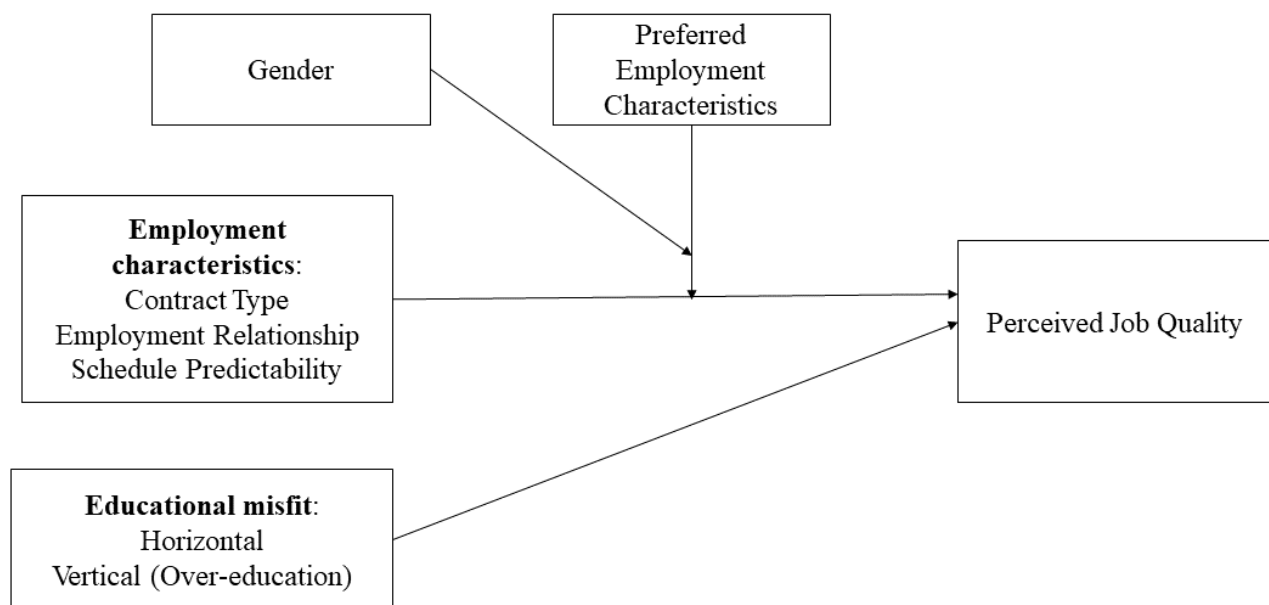 Gender
Preferred
Employment
Characteristics
Employment
characteristics:
Contract Type
Employment Relationship
Schedule Predictability
Perceived Job Quality
Educational misfit:
Horizontal
Vertical (Over-education)